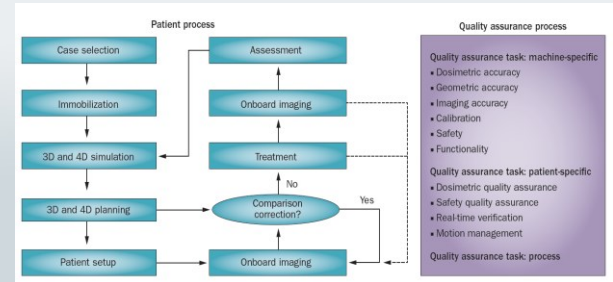 Patient process
Case selection
Immobilization
3D and 4D simulation
3D and 4D planning
Patient setup
Assessment
Onboard imaging
Treatment
No
Comparison
correction?
Yes
Onboard imaging
Quality assurance process
Quality assurance task: machine-specific
▪ Dosimetric accuracy
▪ Geometric accuracy
▪ Imaging accuracy
▪ Calibration
▪ Safety
▪ Functionality
Quality assurance task: patient-specific
▪ Dosimetric quality assurance
▪ Safety quality assurance
▪ Real-time verification
▪ Motion management
Quality assurance task: process